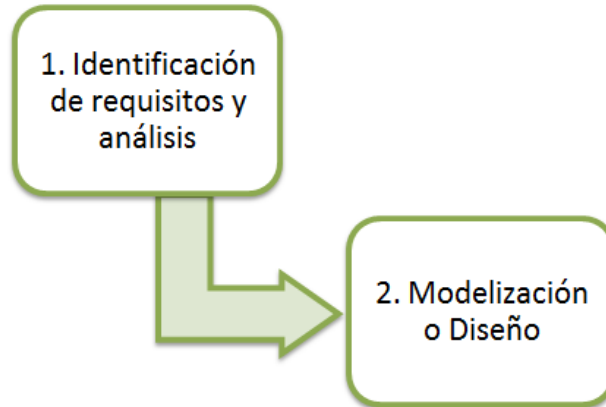 1. Identificación
de requisitos y
análisis
2. Modelización
o Diseño